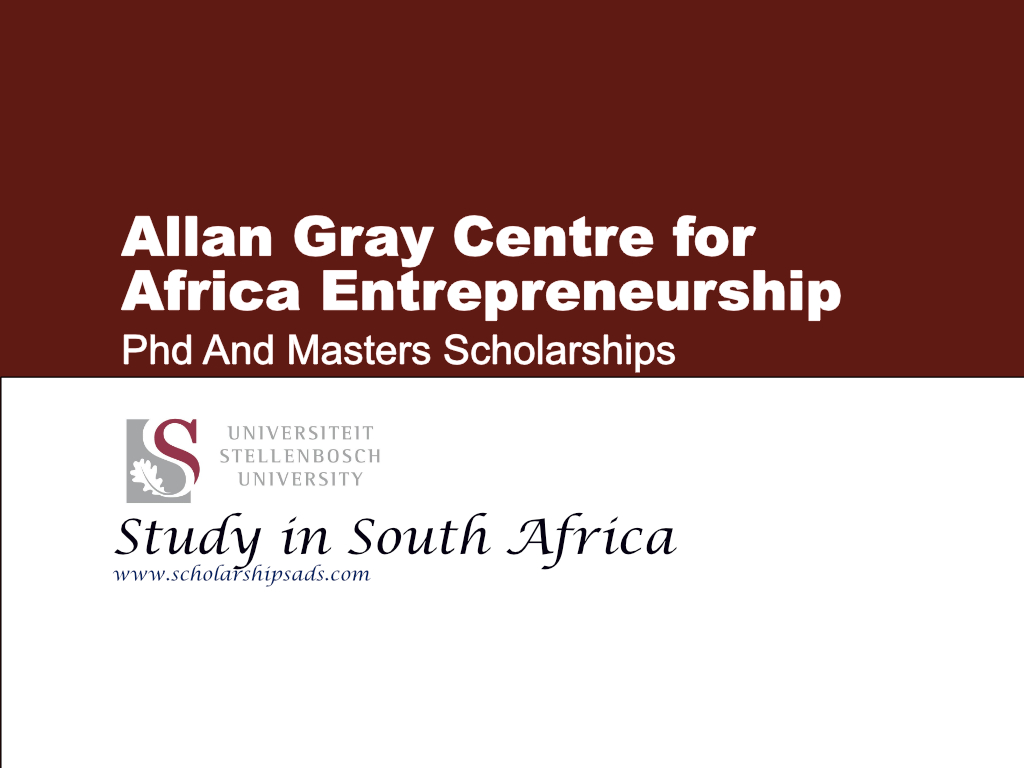 Allan Gray Centre for
Africa Entrepreneurship
Phd And Masters Scholarships
UNIVERSITEIT
STELLENBOSCH
UNIVERSITY
Study in South Africa
www.scholarshipsads.com